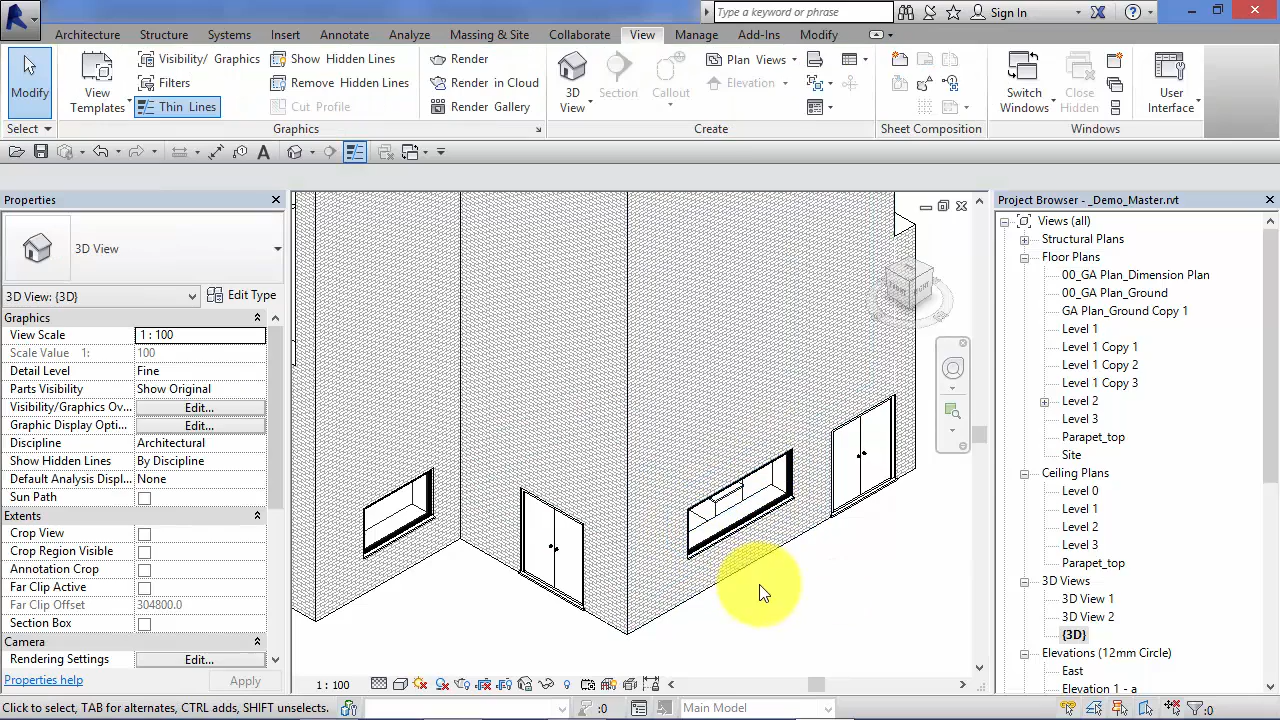 Type a keyword or phrase
Sign In
Architecture Structure Systems Insert Annotate Analyze Massing & Site Collaborate View Manage Add-Ins Modify
Modify
Select
View Templates
Visibility/ Graphics
Filters
Thin Lines
Show Hidden Lines
Remove Hidden Lines
Cut Profile
Graphics
Render
Render in Cloud
Render Gallery
3D View
Section
Callout
Plan Views
Elevation
Create
Sheet Composition
Switch Windows
Close Hidden
Windows
User Interface
Properties
3D View
3D View: {3D}
Edit Type
Graphics
View Scale 1 : 100
Scale Value 1: 100
Detail Level Fine
Parts Visibility Show Original
Visibility/Graphics Ov... Edit...
Graphic Display Opti... Edit...
Discipline Architectural
Show Hidden Lines By Discipline
Default Analysis Displ... None
Sun Path
Extents
Crop View
Crop Region Visible
Annotation Crop
Far Clip Active
Far Clip Offset 304800.0
Section Box
Camera
Rendering Settings Edit...
Properties help
Apply
1 : 100
Project Browser - _Demo_Master.rvt
Views (all)
Structural Plans
Floor Plans
00_GA Plan_Dimension Plan
00_GA Plan_Ground
GA Plan_Ground Copy 1
Level 1
Level 1 Copy 1
Level 1 Copy 2
Level 1 Copy 3
Level 2
Level 3
Parapet_top
Site
Ceiling Plans
Level 0
Level 1
Level 2
Level 3
Parapet_top
3D Views
3D View 1
3D View 2
{3D}
Elevations (12mm Circle)
East
Elevation 1 - a
Click to select, TAB for alternates, CTRL adds, SHIFT unselects.
:0
Main Model
:0